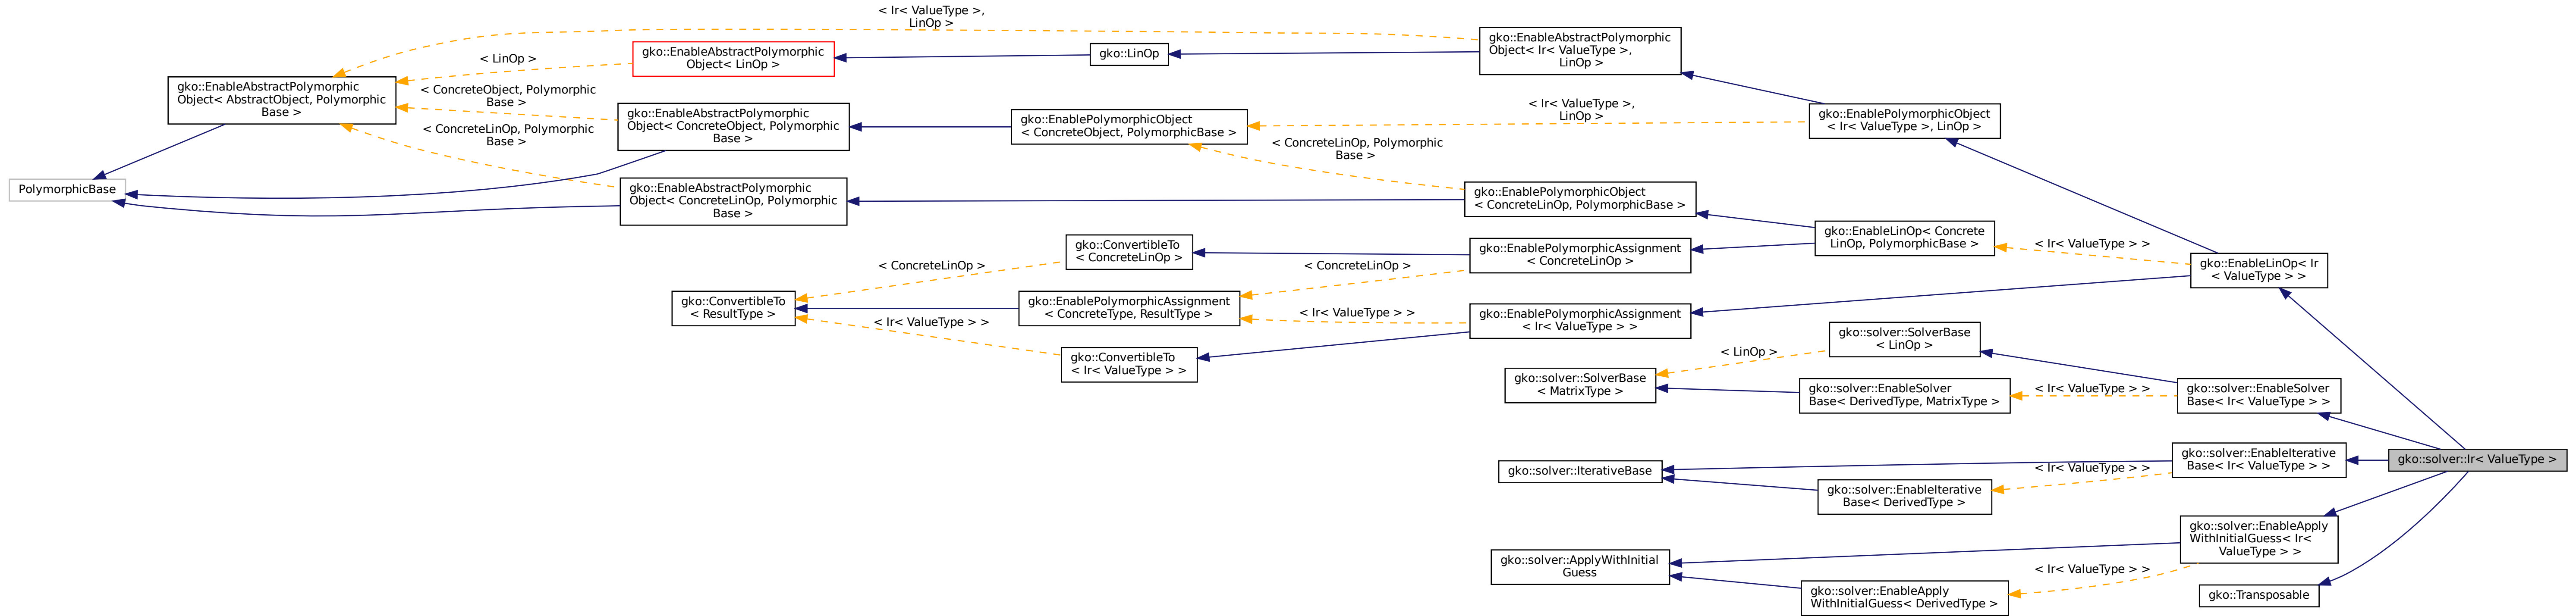 < Ir< ValueType >,
LinOp >
gko::EnableAbstractPolymorphic
Object< LinOp >
gko::LinOp
gko::EnableAbstractPolymorphic
Object< Ir< ValueType >,
LinOp >
< LinOp >
gko::EnableAbstractPolymorphic
Object< AbstractObject, Polymorphic
Base >
< ConcreteObject, Polymorphic
Base >
gko::EnableAbstractPolymorphic
Object< ConcreteObject, Polymorphic
Base >
gko::EnablePolymorphicObject
< ConcreteObject, PolymorphicBase >
< Ir< ValueType >,
LinOp >
gko::EnablePolymorphicObject
< Ir< ValueType >, LinOp >
< ConcreteLinOp, Polymorphic
Base >
< ConcreteLinOp, Polymorphic
Base >
PolymorphicBase
gko::EnableAbstractPolymorphic
Object< ConcreteLinOp, Polymorphic
Base >
gko::EnablePolymorphicObject
< ConcreteLinOp, PolymorphicBase >
gko::EnableLinOp< Concrete
LinOp, PolymorphicBase >
< Ir< ValueType > >
gko::ConvertibleTo
< ConcreteLinOp >
gko::EnablePolymorphicAssignment
< ConcreteLinOp >
gko::EnableLinOp< Ir
< ValueType > >
< ConcreteLinOp >
< ConcreteLinOp >
gko::ConvertibleTo
< ResultType >
gko::EnablePolymorphicAssignment
< ConcreteType, ResultType >
< Ir< ValueType > >
gko::EnablePolymorphicAssignment
< Ir< ValueType > >
< Ir< ValueType > >
gko::ConvertibleTo
< Ir< ValueType > >
gko::solver::SolverBase
< LinOp >
< LinOp >
gko::solver::SolverBase
< MatrixType >
gko::solver::EnableSolver
Base< DerivedType, MatrixType >
< Ir< ValueType > >
gko::solver::EnableSolver
Base< Ir< ValueType > >
gko::solver::IterativeBase
< Ir< ValueType > >
gko::solver::EnableIterative
Base< Ir< ValueType > >
gko::solver::Ir< ValueType >
gko::solver::EnableIterative
Base< DerivedType >
gko::solver::EnableApply
WithInitialGuess< Ir<
ValueType > >
gko::solver::ApplyWithInitial
Guess
< Ir< ValueType > >
gko::solver::EnableApply
WithInitialGuess< DerivedType >
gko::Transposable